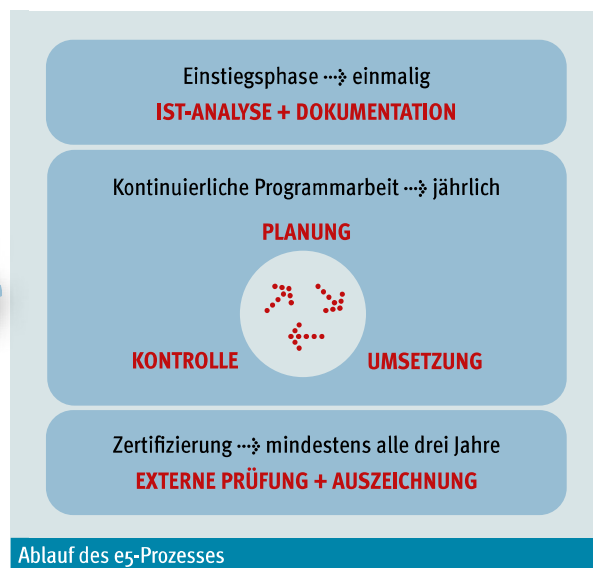 Einstiegsphase ···⟩ einmalig
IST-ANALYSE + DOKUMENTATION
Kontinuierliche Programmarbeit ···⟩ jährlich
PLANUNG
KONTROLLE
UMSETZUNG
Zertifizierung ···⟩ mindestens alle drei Jahre
EXTERNE PRÜFUNG + AUSZEICHNUNG
Ablauf des e5-Prozesses